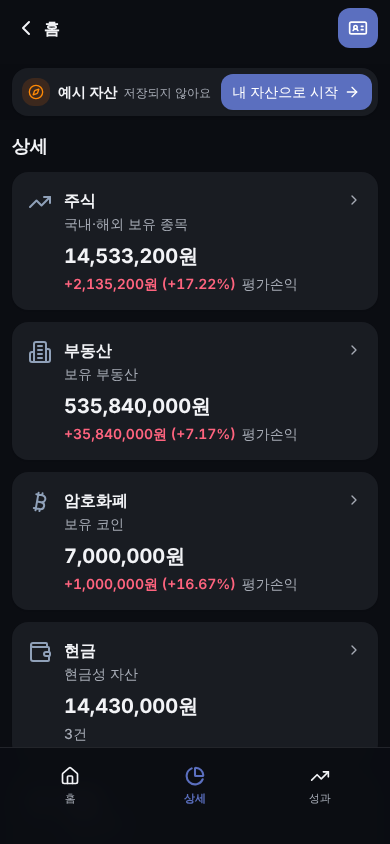 홈
예시 자산 저장되지 않아요 내 자산으로 시작
상세
주식
국내·해외 보유 종목
14,533,200원
+2,135,200원 (+17.22%) 평가손익
부동산
보유 부동산
535,840,000원
+35,840,000원 (+7.17%) 평가손익
암호화폐
보유 코인
7,000,000원
+1,000,000원 (+16.67%) 평가손익
현금
현금성 자산
14,430,000원
3건
홈 상세 성과